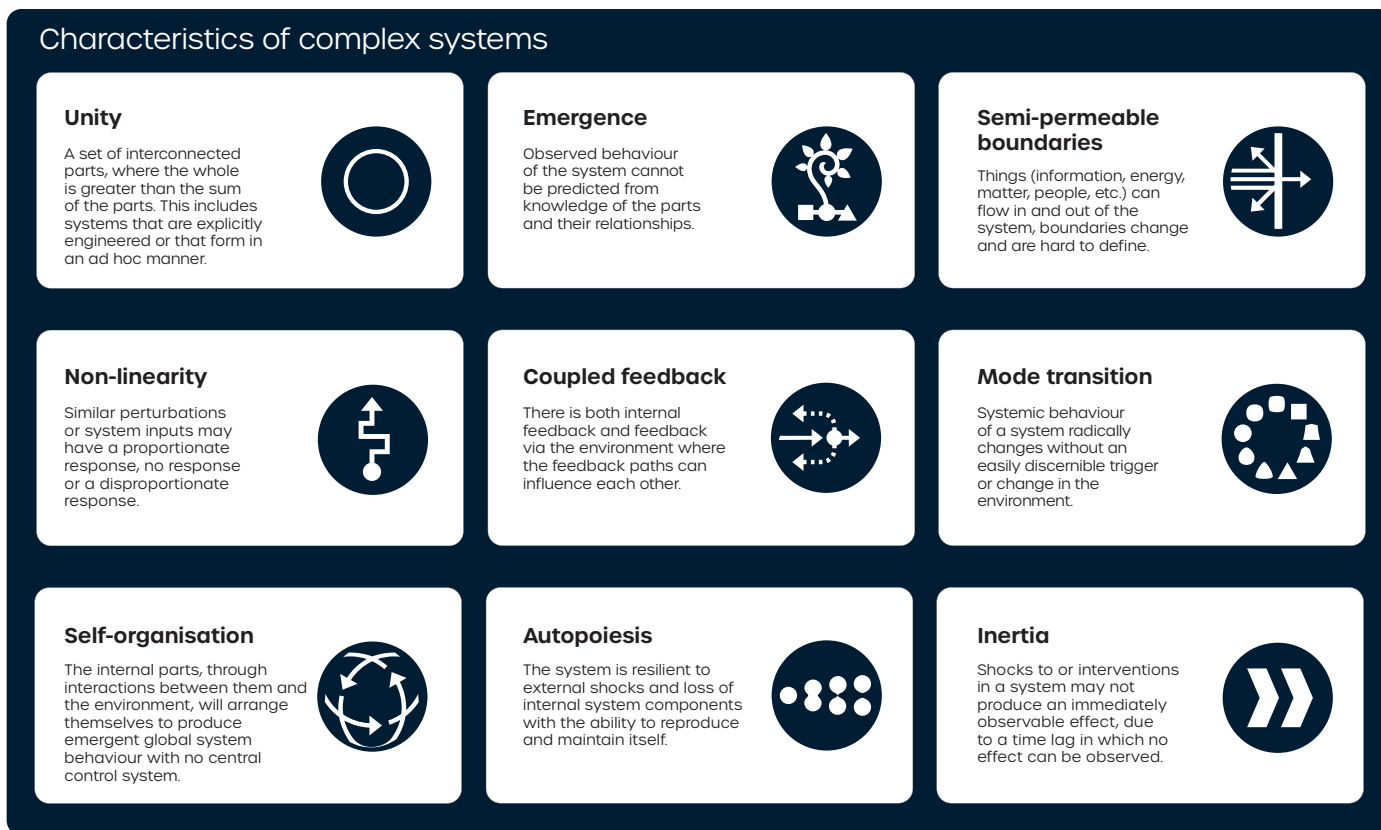 Characteristics of complex systems
Unity
A set of interconnected
parts, where the whole
is greater than the sum
of the parts. This includes
systems that are explicitly
engineered or that form in
an ad hoc manner.
Emergence
Observed behaviour
of the system cannot
be predicted from
knowledge of the parts
and their relationships.
Semi-permeable
boundaries
Things (information, energy,
matter, people, etc.) can
flow in and out of the
system, boundaries change
and are hard to define.
Non-linearity
Similar perturbations
or system inputs may
have a proportionate
response, no response
or a disproportionate
response.
Coupled feedback
There is both internal
feedback and feedback
via the environment where
the feedback paths can
influence each other.
Mode transition
Systemic behaviour
of a system radically
changes without an
easily discernible trigger
or change in the
environment.
Self-organisation
The internal parts, through
interactions between them and
the environment, will arrange
themselves to produce
emergent global system
behaviour with no central
control system.
Autopoiesis
The system is resilient to
external shocks and loss of
internal system components
with the ability to reproduce
and maintain itself.
Inertia
Shocks to or interventions
in a system may not
produce an immediately
observable effect, due
to a time lag in which no
effect can be observed.